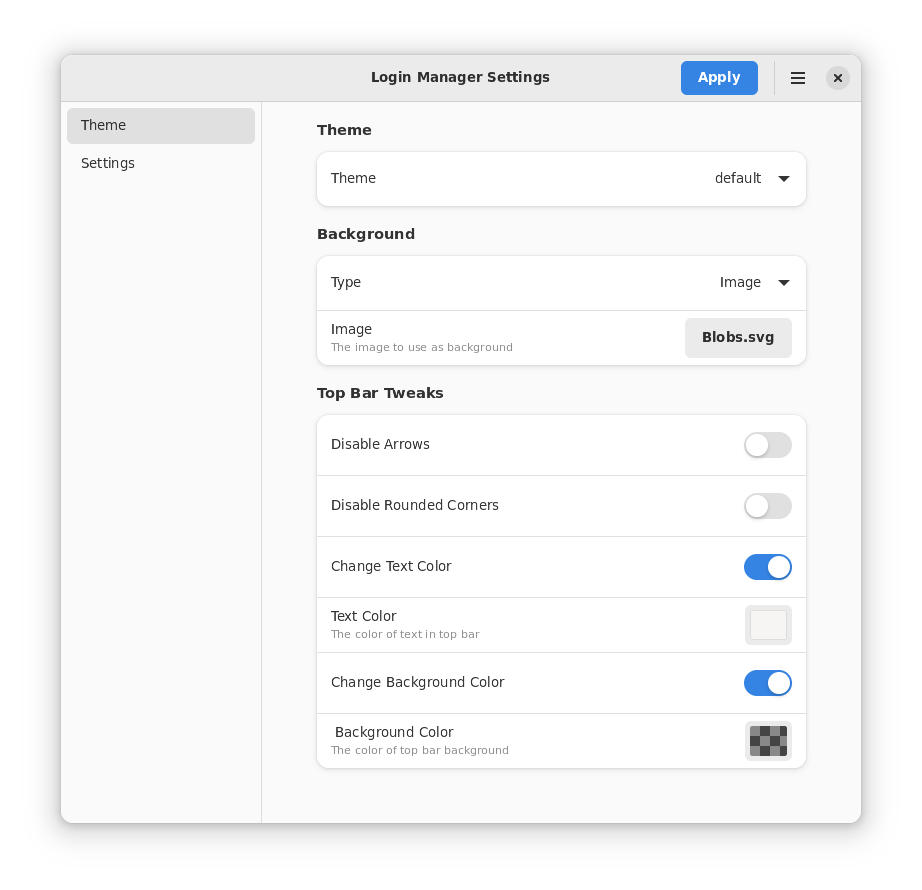 Login Manager Settings
Apply
Theme
Settings
Theme
Theme
default
Background
Type
Image
Image
The image to use as background
Blobs.svg
Top Bar Tweaks
Disable Arrows
Disable Rounded Corners
Change Text Color
Text Color
The color of text in top bar
Change Background Color
Background Color
The color of top bar background